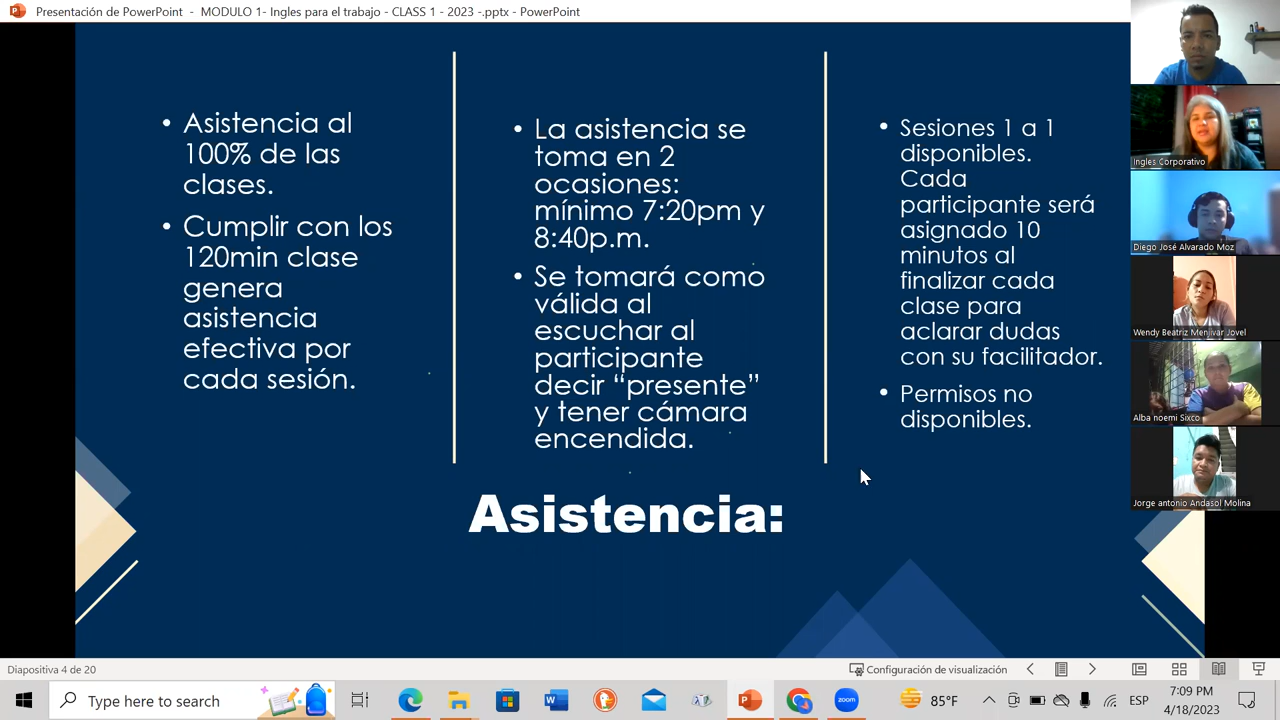 Presentación de PowerPoint - MODULO 1- Ingles para el trabajo - CLASS 1 - 2023 -.pptx - PowerPoint
• Asistencia al
100% de las
clases.
• Cumplir con los
120min clase
genera
asistencia
efectiva por
cada sesión.
• La asistencia se
toma en 2
ocasiones:
mínimo 7:20pm y
8:40p.m.
• Se tomará como
válida al
escuchar al
participante
decir “presente”
y tener cámara
encendida.
• Sesiones 1 a 1
disponibles.
Cada
participante será
asignado 10
minutos al
finalizar cada
clase para
aclarar dudas
con su facilitador.
• Permisos no
disponibles.
Asistencia:
Ingles Corporativo
Diego José Alvarado Moz
Wendy Beatriz Menjivar Jovel
Alba noemi Sixco
Jorge antonio Andasol Molina
Diapositiva 4 de 20
Configuración de visualización
Type here to search
zoom
85°F
ESP
7:09 PM
4/18/2023